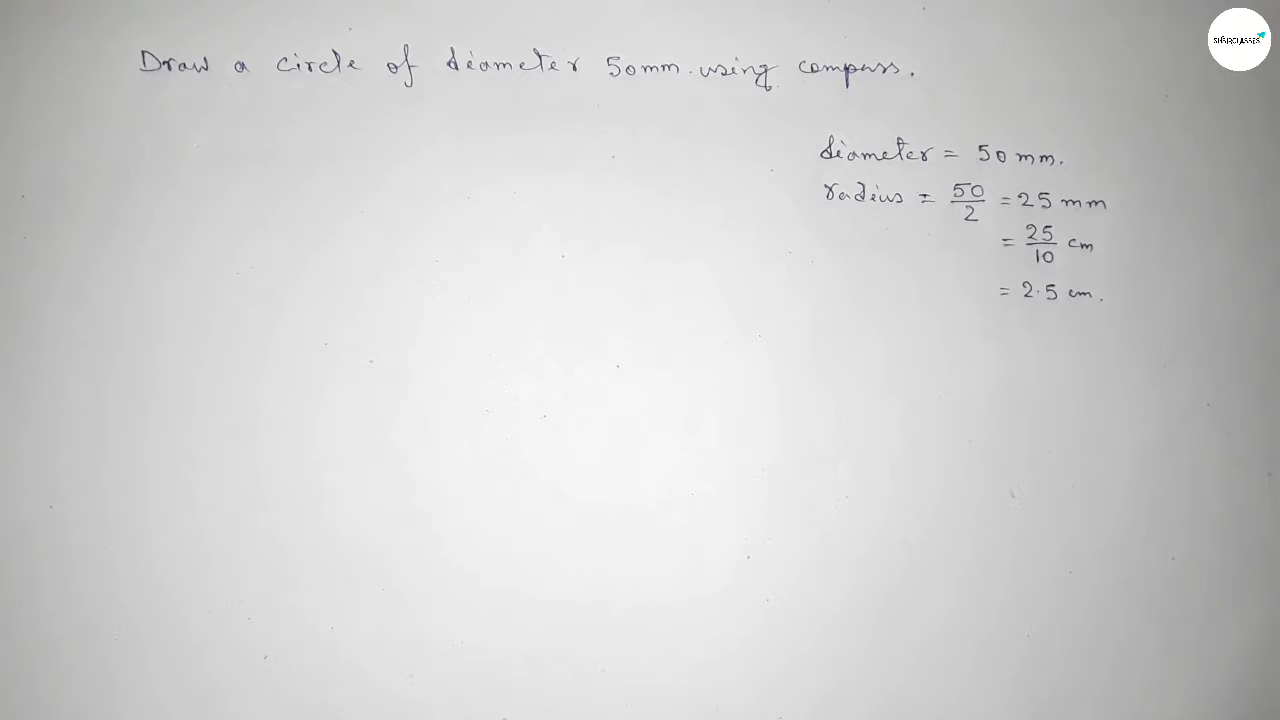 Draw a circle of diameter 50mm. using compass.
diameter = 50 mm.
radius = 50/2 = 25 mm
= 25/10 cm
= 2.5 cm.